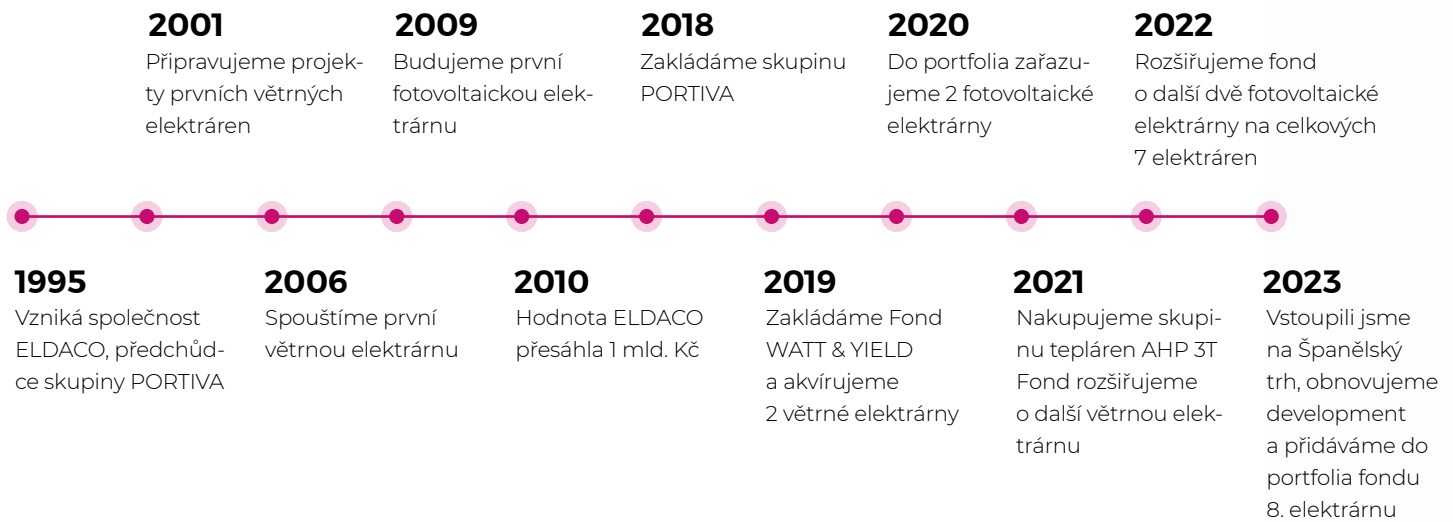 2001
Připravujeme projek-
ty prvních větrných
elektráren
2009
Budujeme první
fotovoltaickou elek-
trárnu
2018
Zakládáme skupinu
PORTIVA
2020
Do portfolia zařazu-
jeme 2 fotovoltaické
elektrárny
2022
Rozšiřujeme fond
o další dvě fotovoltaické
elektrárny na celkových
7 elektráren
1995
Vzniká společnost
ELDACO, předchůd-
ce skupiny PORTIVA
2006
Spouštíme první
větrnou elektrárnu
2010
Hodnota ELDACO
přesáhla 1 mld. Kč
2019
Zakládáme Fond
WATT & YIELD
a akvírujeme
2 větrné elektrárny
2021
Nakupujeme skupi-
nu tepláren AHP 3T
Fond rozšiřujeme
o další větrnou elek-
trárnu
2023
Vstoupili jsme
na Španělský
trh, obnovujeme
development
a přidáváme do
portfolia fondu
8. elektrárnu